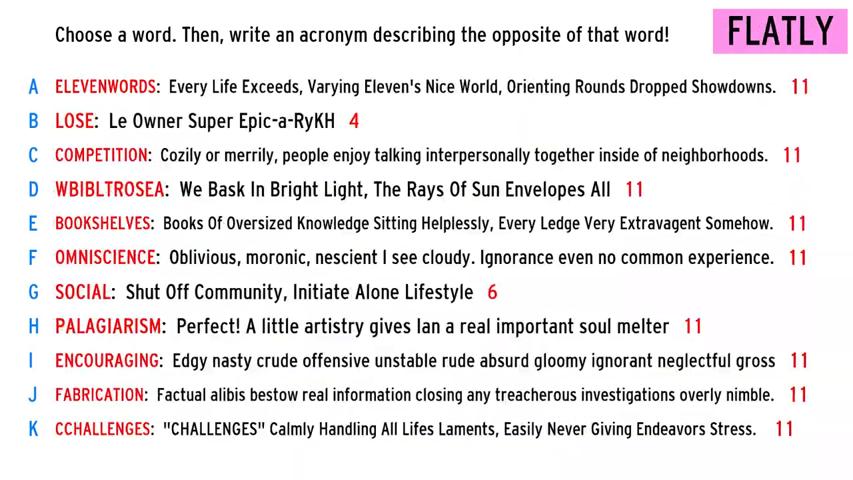 Choose a word. Then, write an acronym describing the opposite of that word!
FLATLY
A ELEVENWORDS: Every Life Exceeds, Varying Eleven's Nice World, Orienting Rounds Dropped Showdowns. 11
B LOSE: Le Owner Super Epic-a-RyKH 4
C COMPETITION: Cozily or merrily, people enjoy talking interpersonally together inside of neighborhoods. 11
D WBIBLTROSEA: We Bask In Bright Light, The Rays Of Sun Envelopes All 11
E BOOKSHELVES: Books Of Oversized Knowledge Sitting Helplessly, Every Ledge Very Extravagent Somehow. 11
F OMNISCIENCE: Oblivious, moronic, nescient I see cloudy. Ignorance even no common experience. 11
G SOCIAL: Shut Off Community, Initiate Alone Lifestyle 6
H PALAGIARISM: Perfect! A little artistry gives Ian a real important soul melter 11
I ENCOURAGING: Edgy nasty crude offensive unstable rude absurd gloomy ignorant neglectful gross 11
J FABRICATION: Factual alibis bestow real information closing any treacherous investigations overly nimble. 11
K CCHALLENGES: "CHALLENGES" Calmly Handling All Lifes Laments, Easily Never Giving Endeavors Stress. 11